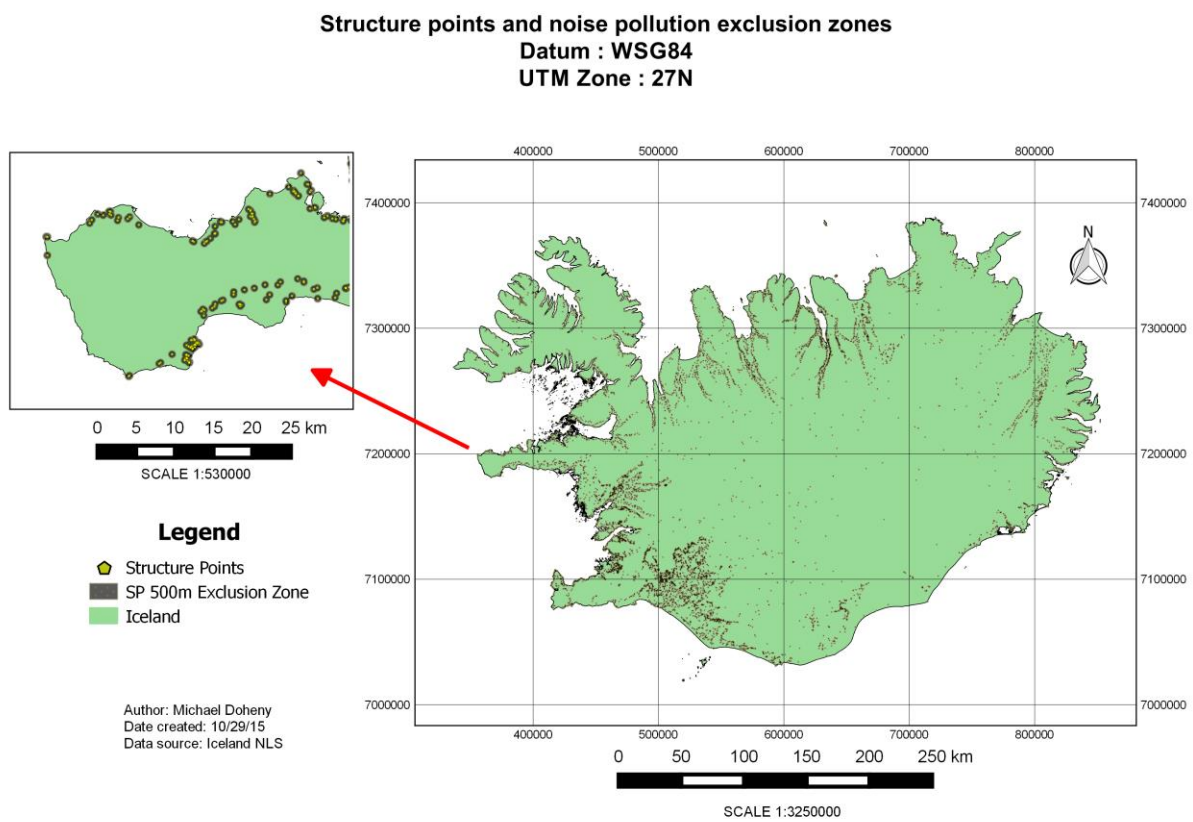 Structure points and noise pollution exclusion zones
Datum : WSG84
UTM Zone : 27N
400000 500000 600000 700000 800000
7400000 7400000
N
7300000 7300000
0 5 10 15 20 25 km
SCALE 1:530000
7200000 7200000
Legend
Structure Points
SP 500m Exclusion Zone
Iceland
7100000 7100000
Author: Michael Doheny
Date created: 10/29/15
Data source: Iceland NLS
7000000 7000000
400000 500000 600000 700000 800000
0 50 100 150 200 250 km
SCALE 1:3250000